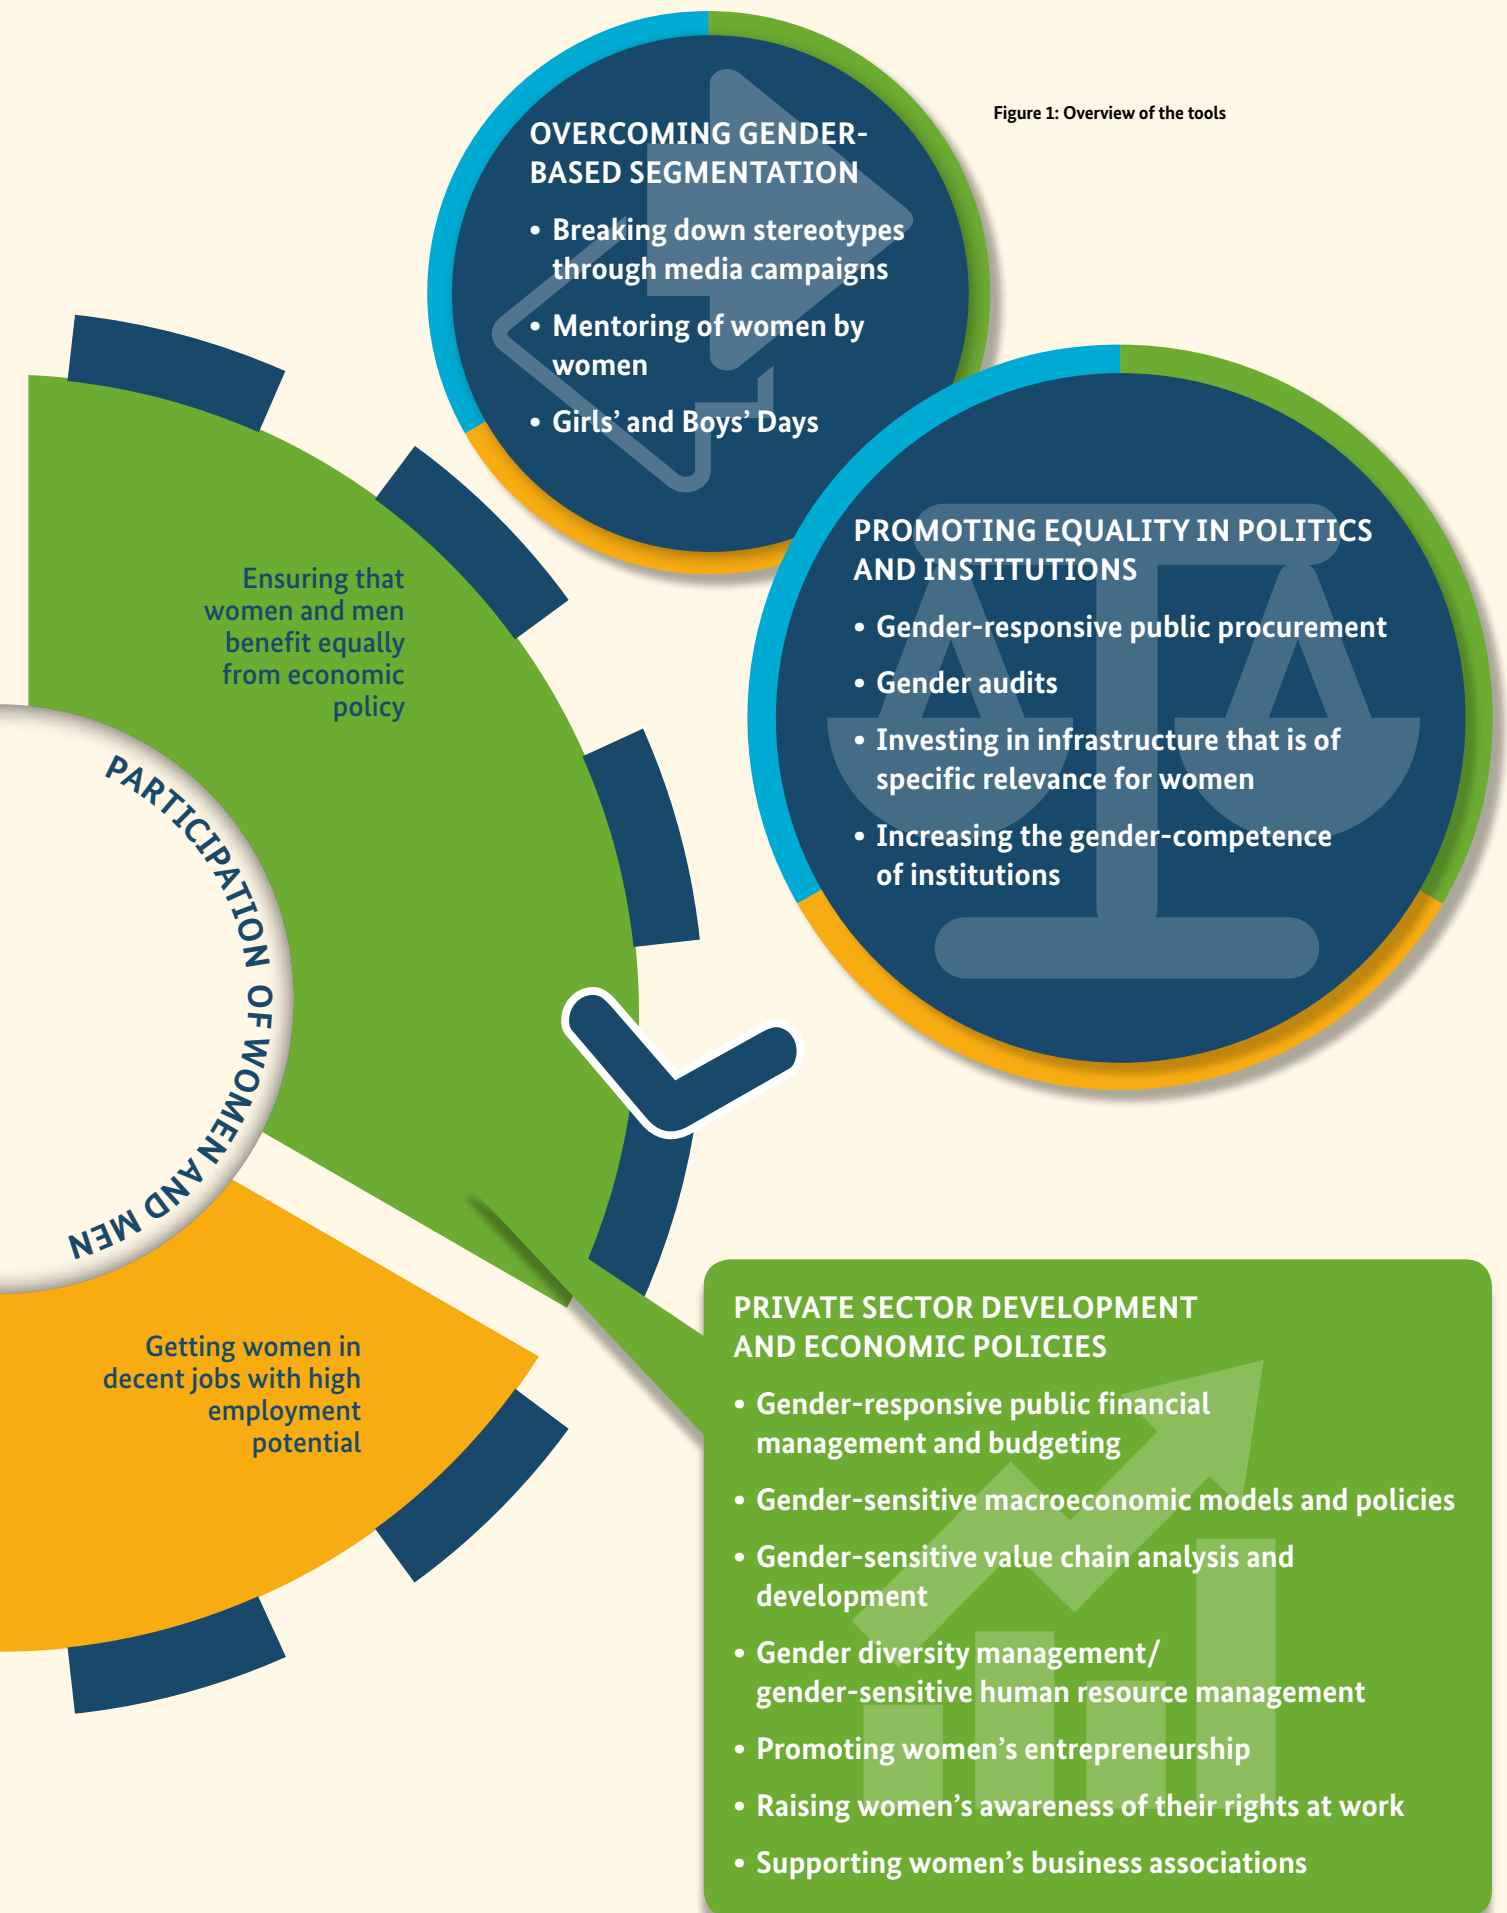 Figure 1: Overview of the tools
OVERCOMING GENDER-
BASED SEGMENTATION
• Breaking down stereotypes
through media campaigns
• Mentoring of women by
women
• Girls’ and Boys’ Days
PROMOTING EQUALITY IN POLITICS
AND INSTITUTIONS
• Gender-responsive public procurement
• Gender audits
• Investing in infrastructure that is of
specific relevance for women
• Increasing the gender-competence
of institutions
Ensuring that
women and men
benefit equally
from economic
policy
PARTICIPATION OF WOMEN AND MEN
Getting women in
decent jobs with high
employment
potential
PRIVATE SECTOR DEVELOPMENT
AND ECONOMIC POLICIES
• Gender-responsive public financial
management and budgeting
• Gender-sensitive macroeconomic models and policies
• Gender-sensitive value chain analysis and
development
• Gender diversity management/
gender-sensitive human resource management
• Promoting women’s entrepreneurship
• Raising women’s awareness of their rights at work
• Supporting women’s business associations